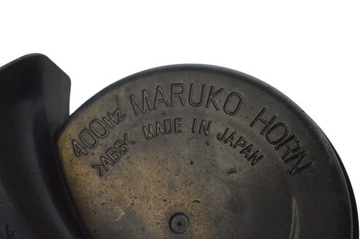 400HZ MARUKO HORN
>ABS< MADE IN JAPAN